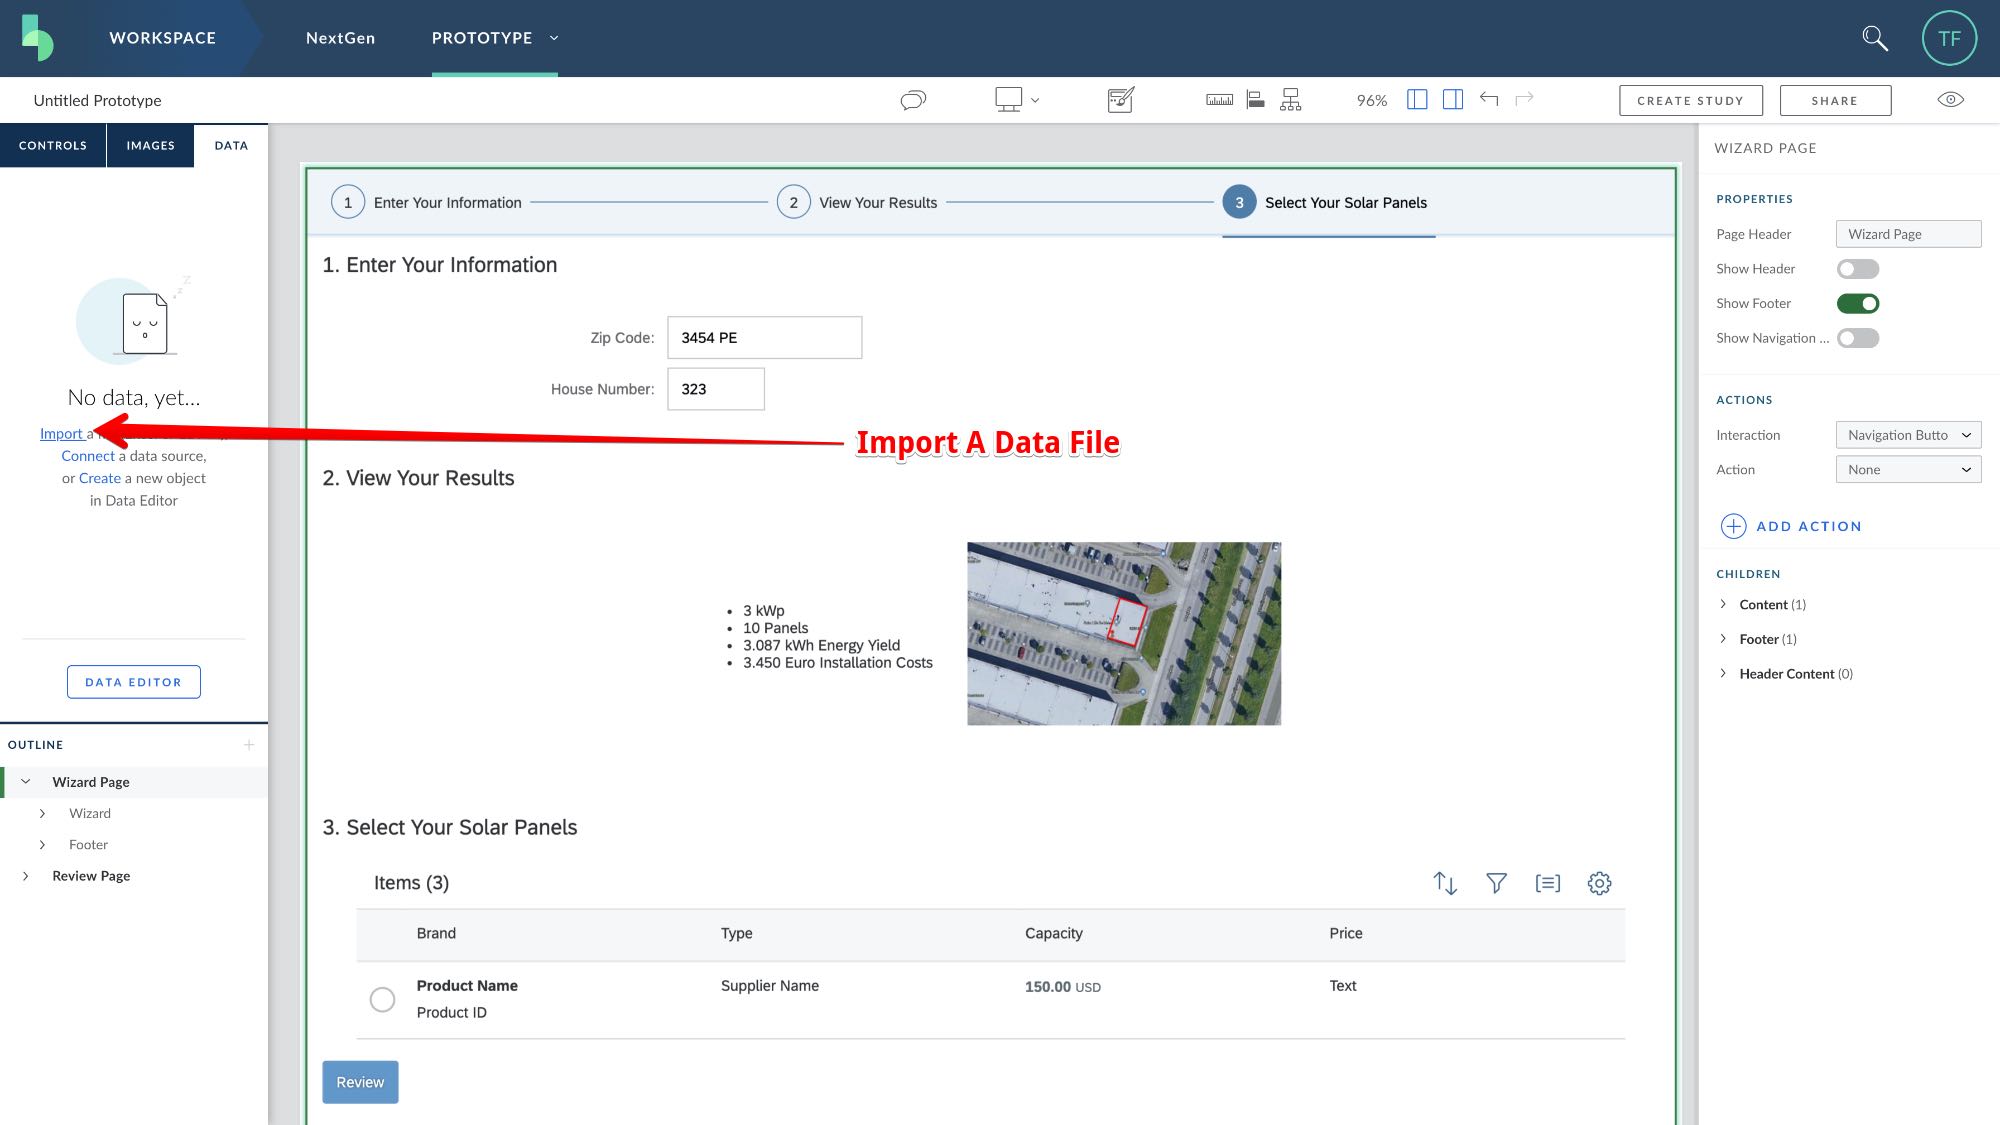 WORKSPACE
NextGen
PROTOTYPE
TF
Untitled Prototype
96%
CREATE STUDY
SHARE
CONTROLS
IMAGES
DATA
No data, yet...
Import a
Connect a data source,
or Create a new object
in Data Editor
DATA EDITOR
OUTLINE
Wizard Page
Wizard
Footer
Review Page
1 Enter Your Information
2 View Your Results
3 Select Your Solar Panels
1. Enter Your Information
Zip Code: 3454 PE
House Number: 323
Import A Data File
2. View Your Results
• 3 kWp
• 10 Panels
• 3.087 kWh Energy Yield
• 3.450 Euro Installation Costs
3. Select Your Solar Panels
Items (3)
Brand Type Capacity Price
Product Name Supplier Name 150.00 USD Text
Product ID
Review
WIZARD PAGE
PROPERTIES
Page Header Wizard Page
Show Header
Show Footer
Show Navigation ...
ACTIONS
Interaction Navigation Butto
Action None
ADD ACTION
CHILDREN
Content (1)
Footer (1)
Header Content (0)